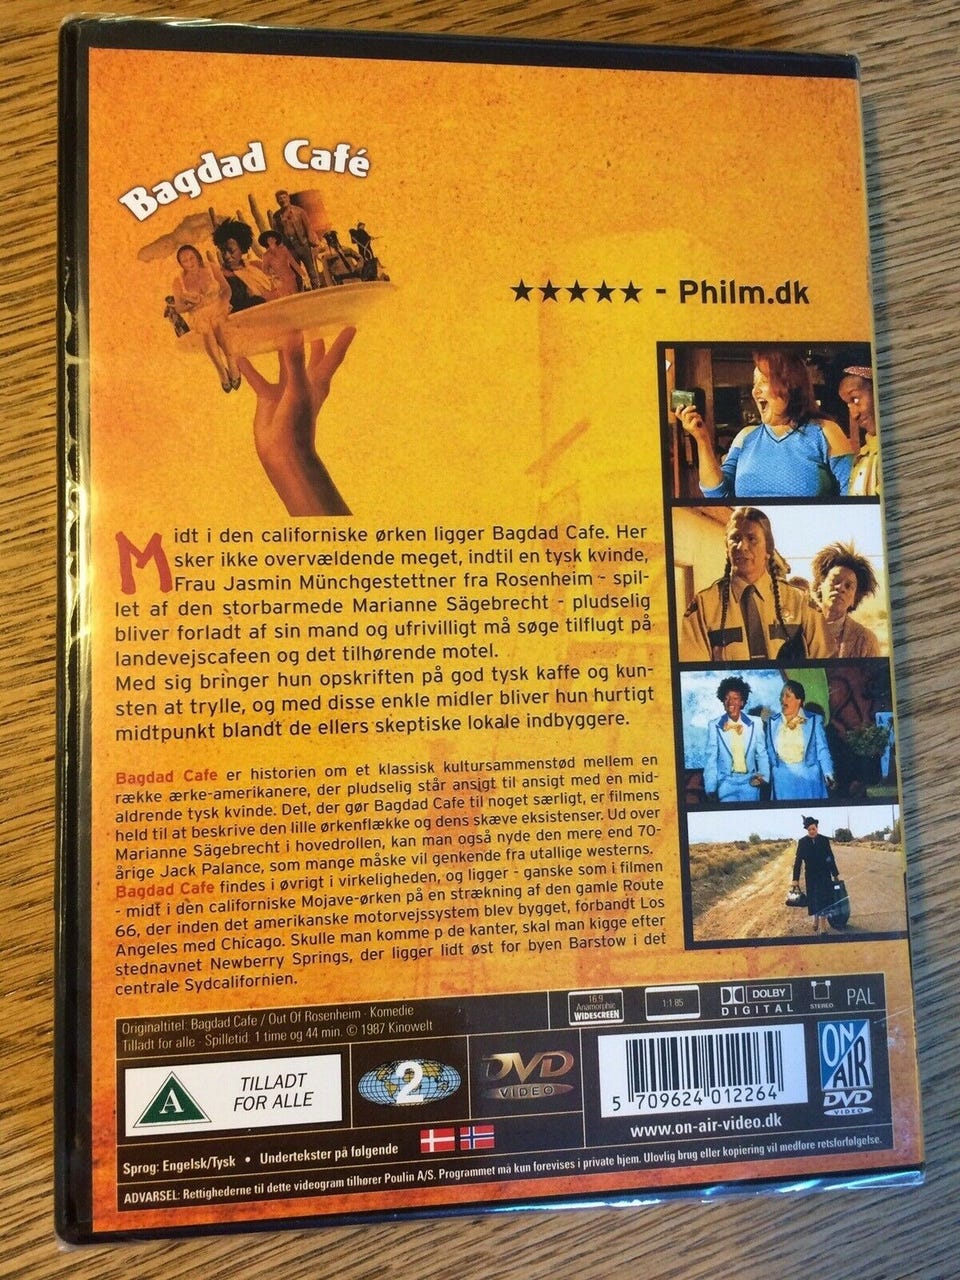 Bagdad Café
★★★★★ - Philm.dk
Midt i den californiske ørken ligger Bagdad Cafe. Her
sker ikke overvældende meget, indtil en tysk kvinde,
Frau Jasmin Münchgestettner fra Rosenheim - spil-
let af den storbarmede Marianne Sägebrecht - pludselig
bliver forladt af sin mand og ufrivilligt må søge tilflugt på
landevejscafeen og det tilhørende motel.
Med sig bringer hun opskriften på god tysk kaffe og kun-
sten at trylle, og med disse enkle midler bliver hun hurtigt
midtpunkt blandt de ellers skeptiske lokale indbyggere.
Bagdad Cafe er historien om et klassisk kultursammenstød mellem en
række ærke-amerikanere, der pludselig står ansigt til ansigt med en mid-
aldrende tysk kvinde. Det, der gør Bagdad Cafe til noget særligt, er filmens
held til at beskrive den lille ørkenflække og dens skæve eksistenser. Ud over
Marianne Sägebrecht i hovedrollen, kan man også nyde den mere end 70-
årige Jack Palance, som mange måske vil genkende fra utallige westerns.
Bagdad Cafe findes i øvrigt i virkeligheden, og ligger - ganske som i filmen
- midt i den californiske Mojave-ørken på en strækning af den gamle Route
66, der inden det amerikanske motorvejssystem blev bygget, forbandt Los
Angeles med Chicago. Skulle man komme p de kanter, skal man kigge efter
stednavnet Newberry Springs, der ligger lidt øst for byen Barstow i det
centrale Sydcalifornien.
Originaltitel: Bagdad Cafe / Out Of Rosenheim - Komedie
Tilladt for alle - Spilletid: 1 time og 44 min. © 1987 Kinowelt
16:9
Anamorphic
WIDESCREEN
1:1.85
DOLBY
DIGITAL
STEREO
PAL
A
TILLADT
FOR ALLE
2
DVD
VIDEO
5 709624 012264
www.on-air-video.dk
ON
AIR
DVD
VIDEO
Sprog: Engelsk/Tysk • Undertekster på følgende
ADVARSEL: Rettighederne til dette videogram tilhører Poulin A/S. Programmet må kun forevises i private hjem. Ulovlig brug eller kopiering vil medføre retsforfølgelse.